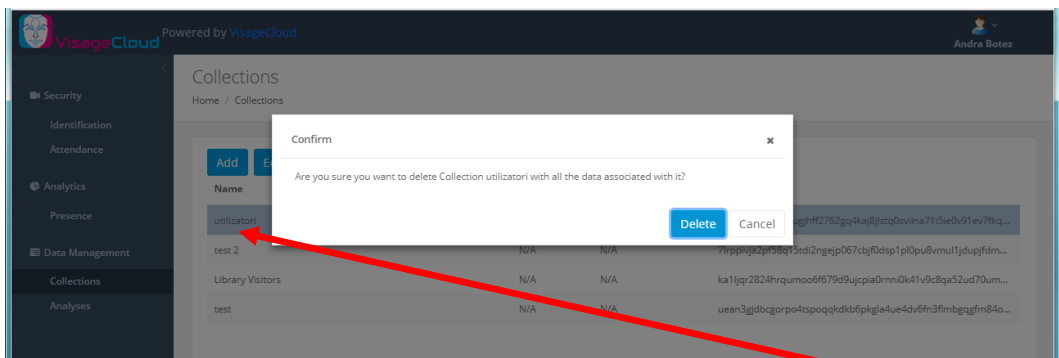 VisageCloud Powered by VisageCloud
Andra Botez
Collections
Home / Collections
Security
Identification
Attendance
Analytics
Presence
Data Management
Collections
Analyses
Confirm
Are you sure you want to delete Collection utilizatori with all the data associated with it?
Delete Cancel
Add
Name
utilizatori
test 2 N/A N/A
Library Visitors N/A N/A
test N/A N/A